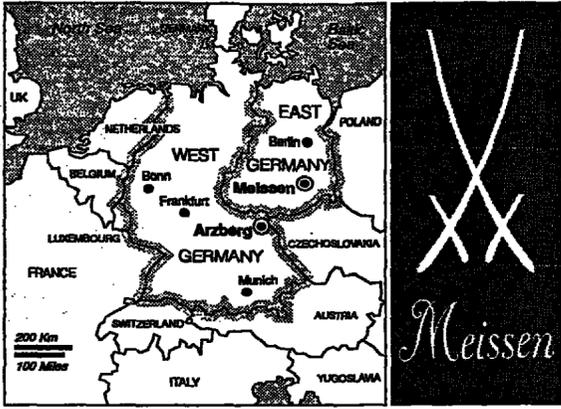 North Sea
Baltic
Sea
UK
EAST
POLAND
NETHERLANDS
Berlin
WEST
GERMANY
BELGIUM
Bonn
Meissen
Frankfurt
Arzberg
LUXEMBOURG
CZECHOSLOVAKIA
GERMANY
FRANCE
Munich
AUSTRIA
SWITZERLAND
200 Km
100 Miles
ITALY
YUGOSLAVIA
Meissen